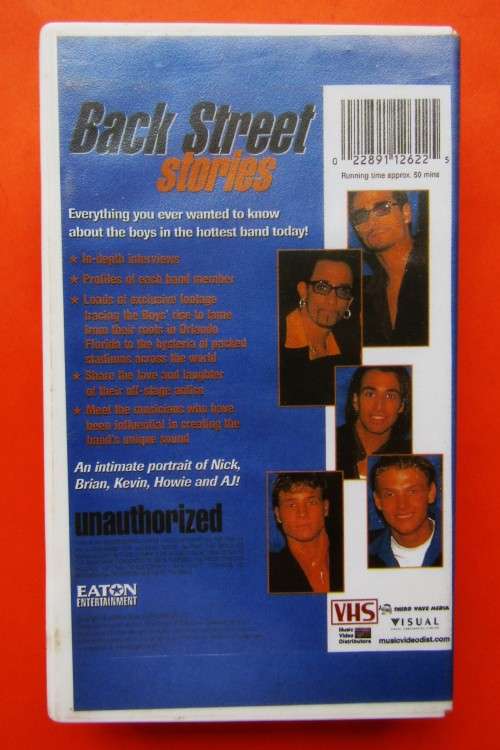 Back Street
stories
0 22891 12622 5
Running time approx. 50 mins
Everything you ever wanted to know
about the boys in the hottest band today!
★ In-depth interviews
★ Profiles of each band member
★ Loads of exclusive footage
tracing the Boys' rise to fame
from their roots in Orlando
Florida to the hysteria of packed
stadiums across the world
★ Share the love and laughter
of their off-stage antics
★ Meet the musicians who have
been influential in creating the
band's unique sound
An intimate portrait of Nick,
Brian, Kevin, Howie and AJ!
unauthorized
EATON
ENTERTAINMENT
VHS
Music
Video
Distributors
THIRD WAVE MEDIA
VISUAL
musicvideodist.com